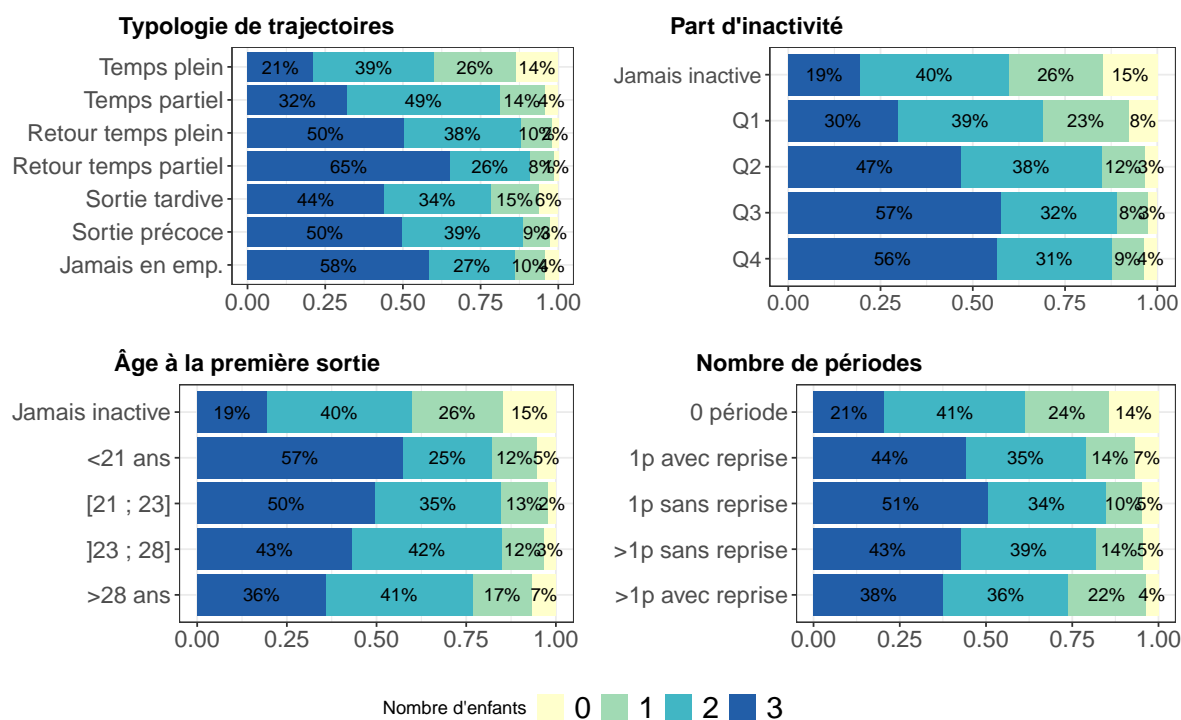 Typologie de trajectoires
Temps plein 21% 39% 26% 14%
Temps partiel 32% 49% 14% 4%
Retour temps plein 50% 38% 10% 2%
Retour temps partiel 65% 26% 8% 1%
Sortie tardive 44% 34% 15% 6%
Sortie précoce 50% 39% 9% 3%
Jamais en emp. 58% 27% 10% 4%
0.00 0.25 0.50 0.75 1.00
Part d'inactivité
Jamais inactive 19% 40% 26% 15%
Q1 30% 39% 23% 8%
Q2 47% 38% 12% 3%
Q3 57% 32% 8% 3%
Q4 56% 31% 9% 4%
0.00 0.25 0.50 0.75 1.00
Âge à la première sortie
Jamais inactive 19% 40% 26% 15%
<21 ans 57% 25% 12% 5%
[21 ; 23] 50% 35% 13% 2%
]23 ; 28] 43% 42% 12% 3%
>28 ans 36% 41% 17% 7%
0.00 0.25 0.50 0.75 1.00
Nombre de périodes
0 période 21% 41% 24% 14%
1p avec reprise 44% 35% 14% 7%
1p sans reprise 51% 34% 10% 5%
>1p sans reprise 43% 39% 14% 5%
>1p avec reprise 38% 36% 22% 4%
0.00 0.25 0.50 0.75 1.00
Nombre d'enfants 0 1 2 3